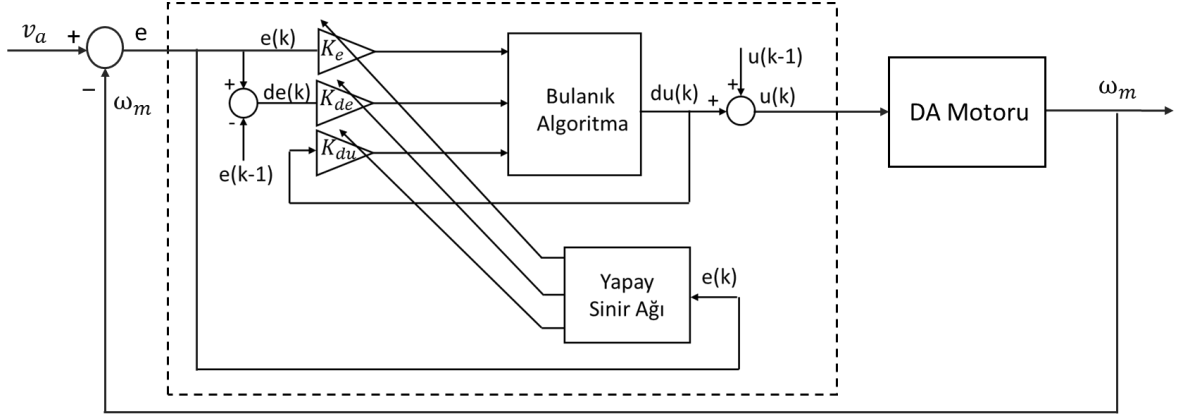 v_a + e
−
ω_m
e(k) K_e
+
de(k) K_de
-
K_du
e(k-1)
Bulanık
Algoritma
du(k) +
+ u(k-1)
u(k)
DA Motoru
ω_m
Yapay
Sinir Ağı
e(k)